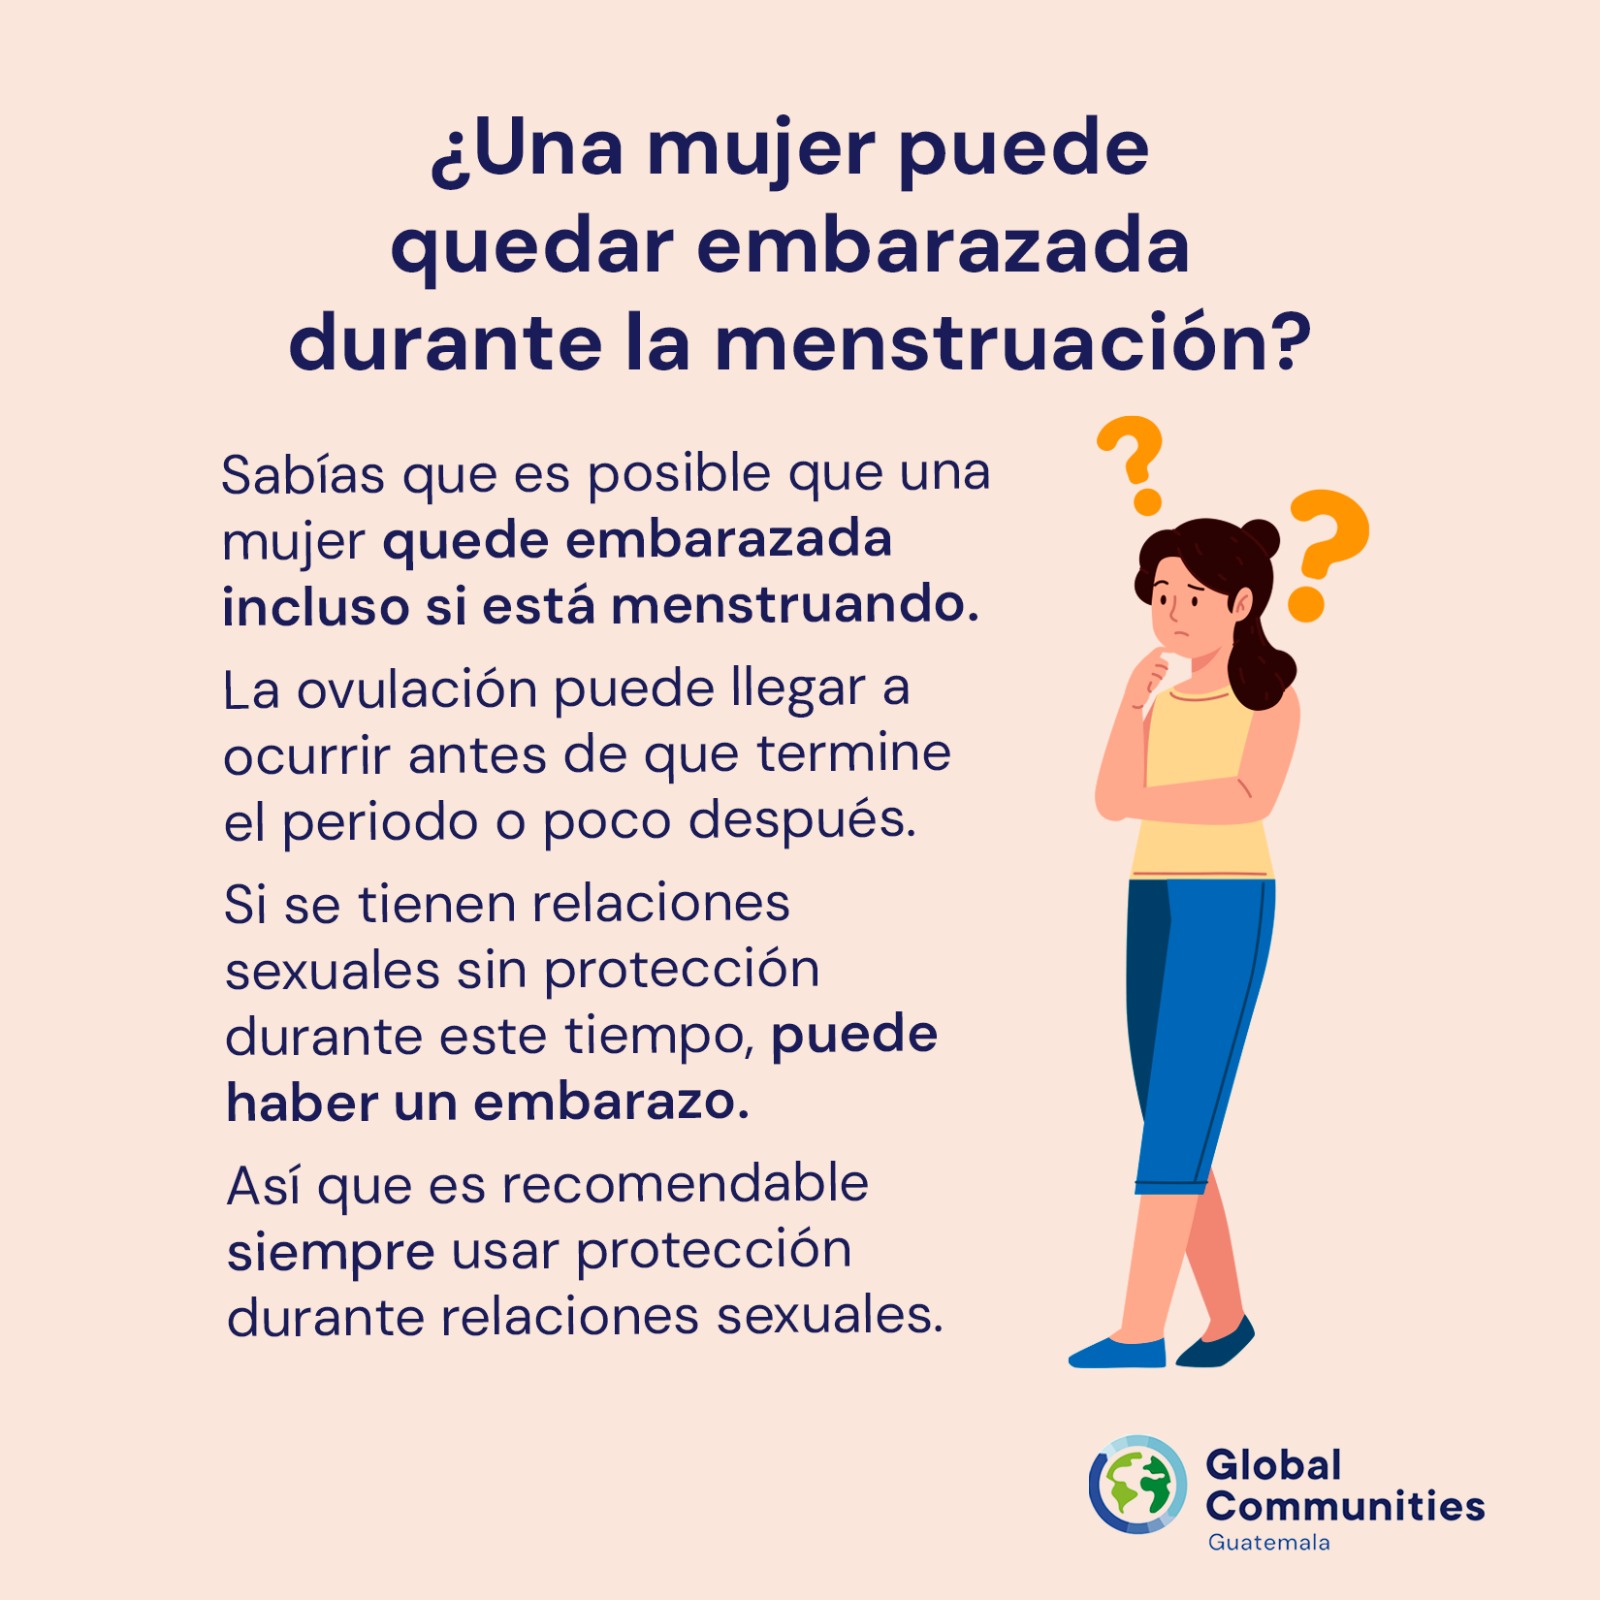 ¿Una mujer puede
quedar embarazada
durante la menstruación?
Sabías que es posible que una
mujer quede embarazada
incluso si está menstruando.
La ovulación puede llegar a
ocurrir antes de que termine
el periodo o poco después.
Si se tienen relaciones
sexuales sin protección
durante este tiempo, puede
haber un embarazo.
Así que es recomendable
siempre usar protección
durante relaciones sexuales.
?
?
Global
Communities
Guatemala